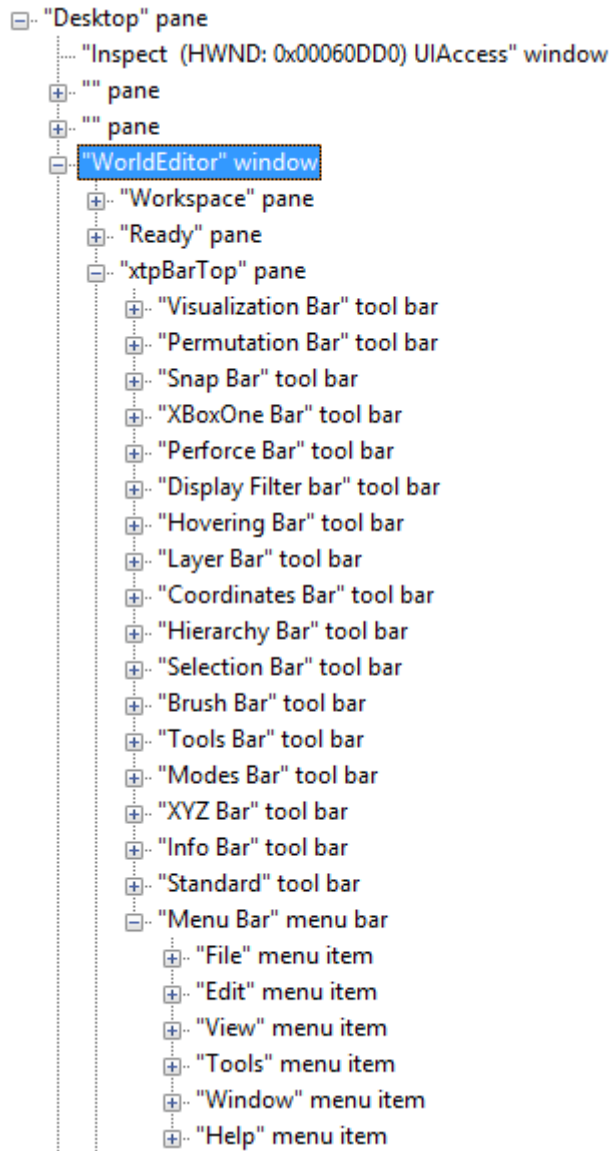 "Desktop" pane
"Inspect (HWND: 0x00060DD0) UIAccess" window
"" pane
"" pane
"WorldEditor" window
"Workspace" pane
"Ready" pane
"xtpBarTop" pane
"Visualization Bar" tool bar
"Permutation Bar" tool bar
"Snap Bar" tool bar
"XBoxOne Bar" tool bar
"Perforce Bar" tool bar
"Display Filter bar" tool bar
"Hovering Bar" tool bar
"Layer Bar" tool bar
"Coordinates Bar" tool bar
"Hierarchy Bar" tool bar
"Selection Bar" tool bar
"Brush Bar" tool bar
"Tools Bar" tool bar
"Modes Bar" tool bar
"XYZ Bar" tool bar
"Info Bar" tool bar
"Standard" tool bar
"Menu Bar" menu bar
"File" menu item
"Edit" menu item
"View" menu item
"Tools" menu item
"Window" menu item
"Help" menu item